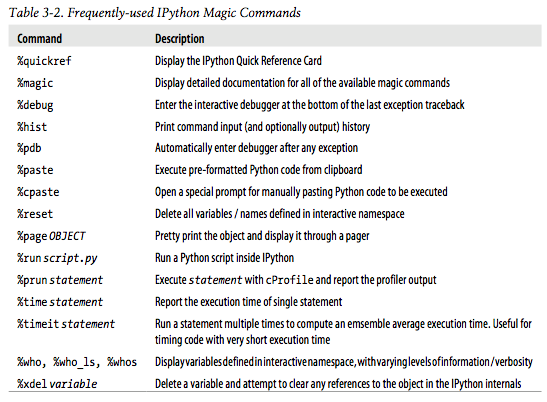 Table 3-2. Frequently-used IPython Magic Commands
Command Description
%quickref Display the IPython Quick Reference Card
%magic Display detailed documentation for all of the available magic commands
%debug Enter the interactive debugger at the bottom of the last exception traceback
%hist Print command input (and optionally output) history
%pdb Automatically enter debugger after any exception
%paste Execute pre-formatted Python code from clipboard
%cpaste Open a special prompt for manually pasting Python code to be executed
%reset Delete all variables / names defined in interactive namespace
%page OBJECT Pretty print the object and display it through a pager
%run script.py Run a Python script inside IPython
%prun statement Execute statement with cProfile and report the profiler output
%time statement Report the execution time of single statement
%timeit statement Run a statement multiple times to compute an emsemble average execution time. Useful for
timing code with very short execution time
%who, %who_ls, %whos Display variables defined in interactive namespace, with varying levels of information / verbosity
%xdel variable Delete a variable and attempt to clear any references to the object in the IPython internals